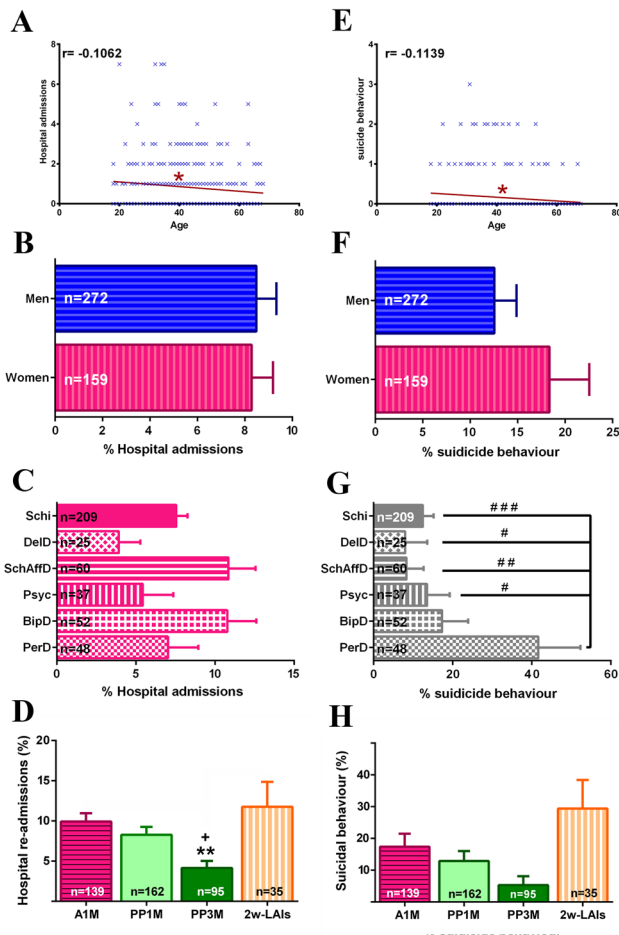 A
r= -0.1062
Hospital admissions
8
6
4
2
0
0 20 40 60 80
Age
*
E
r= -0.1139
suicide behaviour
4
3
2
1
0
0 20 40 60 80
Age
*
B
Men
n=272
Women
n=159
0 2 4 6 8 10
% Hospital admissions
F
Men
n=272
Women
n=159
0 5 10 15 20 25
% suidicide behaviour
C
Schi n=209
DelD n=25
SchAffD n=60
Psyc n=37
BipD n=52
PerD n=48
0 5 10 15
% Hospital admissions
G
Schi n=209 # # #
DelD n=25 #
SchAffD n=60 # #
Psyc n=37 #
BipD n=52
PerD n=48
0 20 40 60
% suidicide behaviour
D
Hospital re-admissions (%)
20
15
10
5
0
+
**
n=139 n=162 n=95 n=35
A1M PP1M PP3M 2w-LAIs
H
Suicidal behaviour (%)
50
40
30
20
10
n=139 n=162 n=95 n=35
A1M PP1M PP3M 2w-LAIs